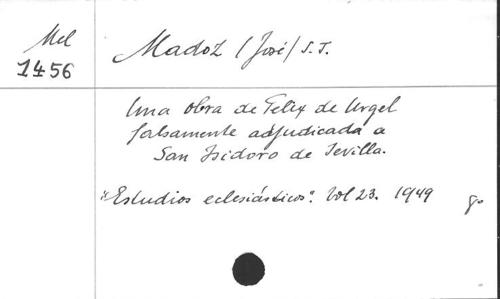 Mel
1456
Madoz (José) S.J.
Una obra de Felix de Urgel
falsamente adjudicada a
San Isidoro de Sevilla.
"Estudios eclesiásticos". Vol 23. 1949